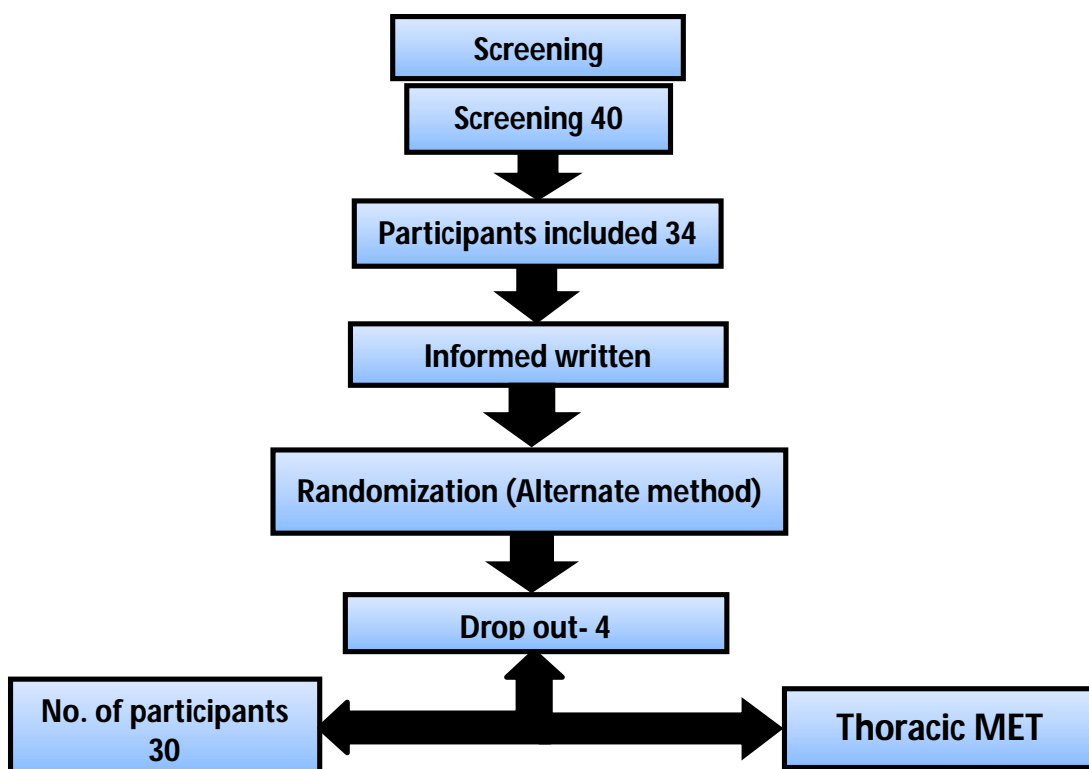 Screening
Screening 40
Participants included 34
Informed written
Randomization (Alternate method)
Drop out- 4
No. of participants
30
Thoracic MET